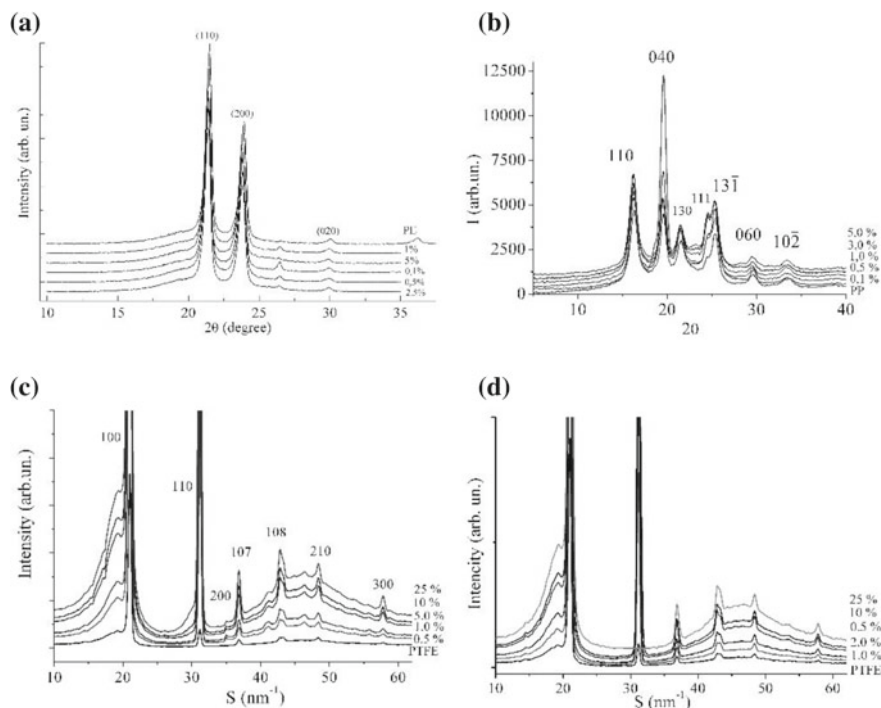 (a)
Intensity (arb. un.)
(110)
(200)
(020)
PE
1%
5%
0,1%
0,5%
2,5%
10 15 20 25 30 35
2θ (degree)
(b)
I (arb.un.)
12500
10000
7500
5000
2500
0
110
040
130
111
131̄
060
102̄
5.0 %
3.0 %
1.0 %
0.5 %
0.1 %
PP
10 20 30 40
2θ
(c)
Intensity (arb.un.)
100
110
200
107
108
210
300
25 %
10 %
5.0 %
1.0 %
0.5 %
PTFE
10 20 30 40 50 60
S (nm⁻¹)
(d)
Intencity (arb. un.)
25 %
10 %
0.5 %
2.0 %
1.0 %
PTFE
10 20 30 40 50 60
S (nm⁻¹)